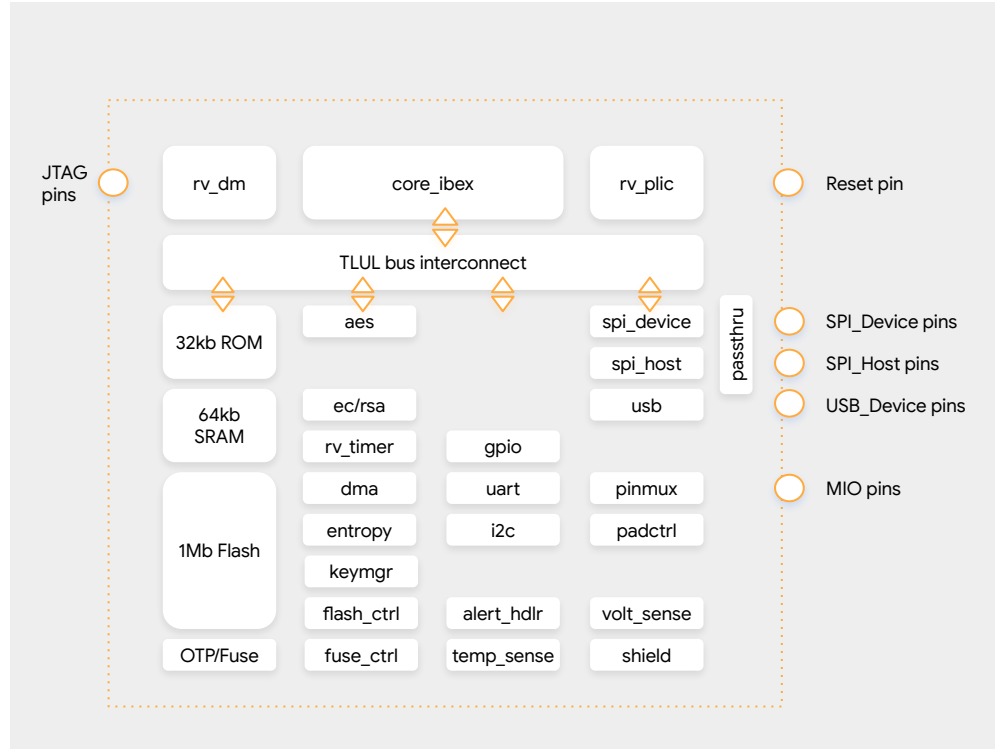 JTAG
pins
rv_dm
core_ibex
rv_plic
Reset pin
TLUL bus interconnect
32kb ROM
aes
spi_device
passthru
SPI_Device pins
spi_host
SPI_Host pins
64kb
SRAM
ec/rsa
usb
USB_Device pins
rv_timer
gpio
1Mb Flash
dma
uart
pinmux
MIO pins
entropy
i2c
padctrl
keymgr
flash_ctrl
alert_hdlr
volt_sense
OTP/Fuse
fuse_ctrl
temp_sense
shield